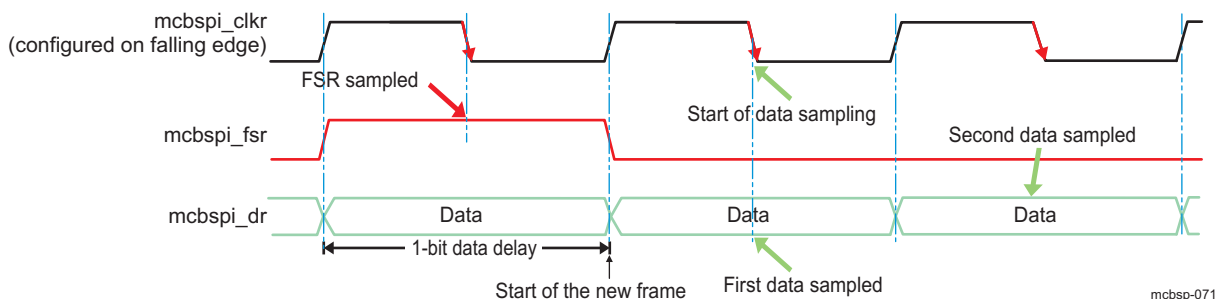 mcbspi_clkr
(configured on falling edge)
FSR sampled
Start of data sampling
mcbspi_fsr
Second data sampled
mcbspi_dr
Data
Data
Data
1-bit data delay
First data sampled
Start of the new frame
mcbsp-071